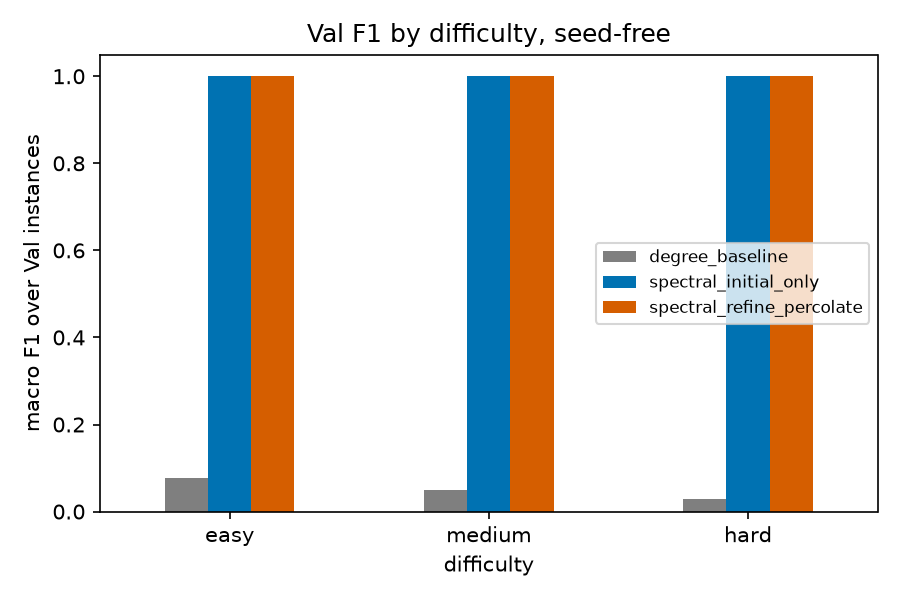 Val F1 by difficulty, seed-free
macro F1 over Val instances
1.0
0.8
0.6
0.4
0.2
0.0
degree_baseline
spectral_initial_only
spectral_refine_percolate
easy
medium
hard
difficulty